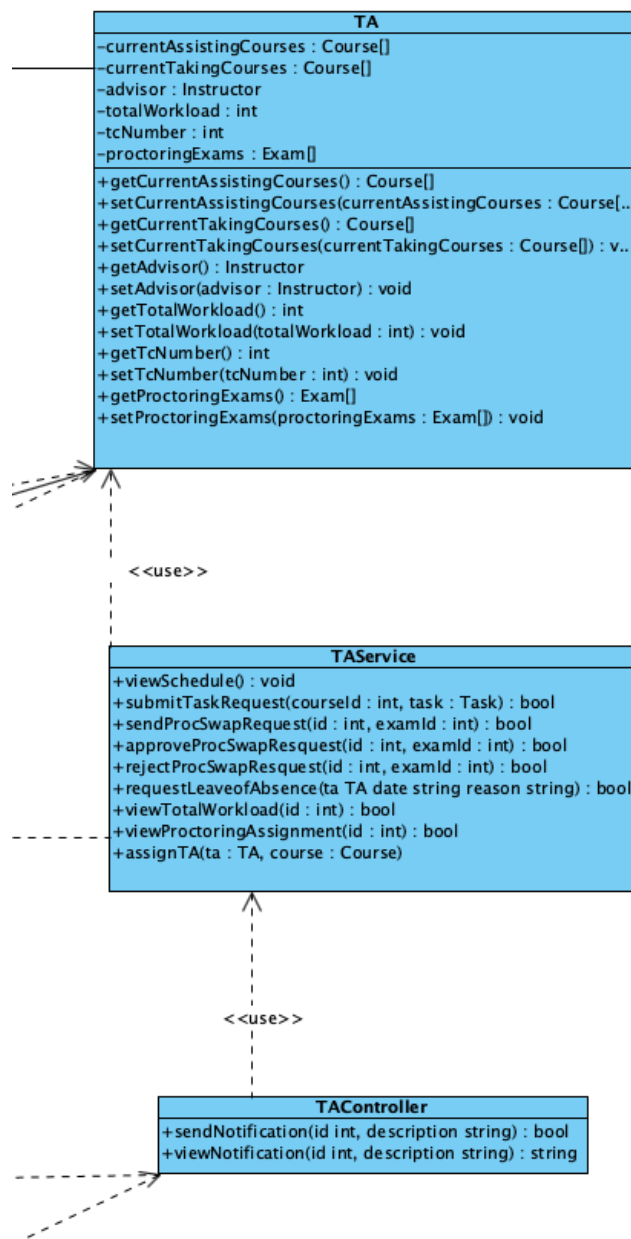 TA
-currentAssistingCourses : Course[]
-currentTakingCourses : Course[]
-advisor : Instructor
-totalWorkload : int
-tcNumber : int
-proctoringExams : Exam[]
+getCurrentAssistingCourses() : Course[]
+setCurrentAssistingCourses(currentAssistingCourses : Course[...
+getCurrentTakingCourses() : Course[]
+setCurrentTakingCourses(currentTakingCourses : Course[]) : v...
+getAdvisor() : Instructor
+setAdvisor(advisor : Instructor) : void
+getTotalWorkload() : int
+setTotalWorkload(totalWorkload : int) : void
+getTcNumber() : int
+setTcNumber(tcNumber : int) : void
+getProctoringExams() : Exam[]
+setProctoringExams(proctoringExams : Exam[]) : void
<<use>>
TAService
+viewSchedule() : void
+submitTaskRequest(courseId : int, task : Task) : bool
+sendProcSwapRequest(id : int, examId : int) : bool
+approveProcSwapResquest(id : int, examId : int) : bool
+rejectProcSwapResquest(id : int, examId : int) : bool
+requestLeaveofAbsence(ta TA date string reason string) : bool
+viewTotalWorkload(id : int) : bool
+viewProctoringAssignment(id : int) : bool
+assignTA(ta : TA, course : Course)
<<use>>
TAController
+sendNotification(id int, description string) : bool
+viewNotification(id int, description string) : string